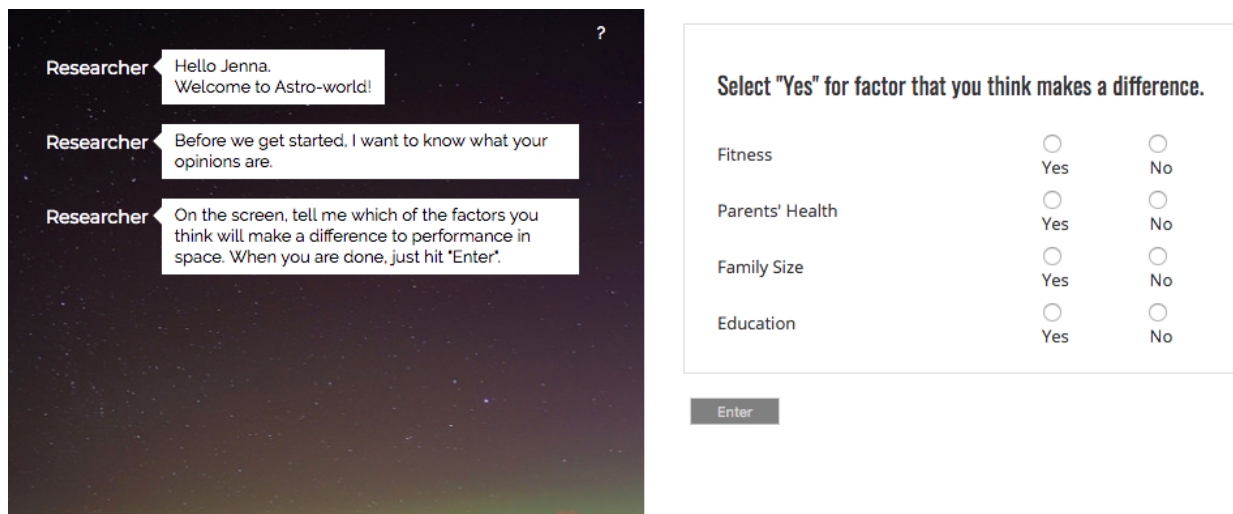 ?
Researcher
Hello Jenna.
Welcome to Astro-world!
Researcher
Before we get started, I want to know what your
opinions are.
Researcher
On the screen, tell me which of the factors you
think will make a difference to performance in
space. When you are done, just hit "Enter".
Select "Yes" for factor that you think makes a difference.
Fitness
Yes
No
Parents' Health
Yes
No
Family Size
Yes
No
Education
Yes
No
Enter